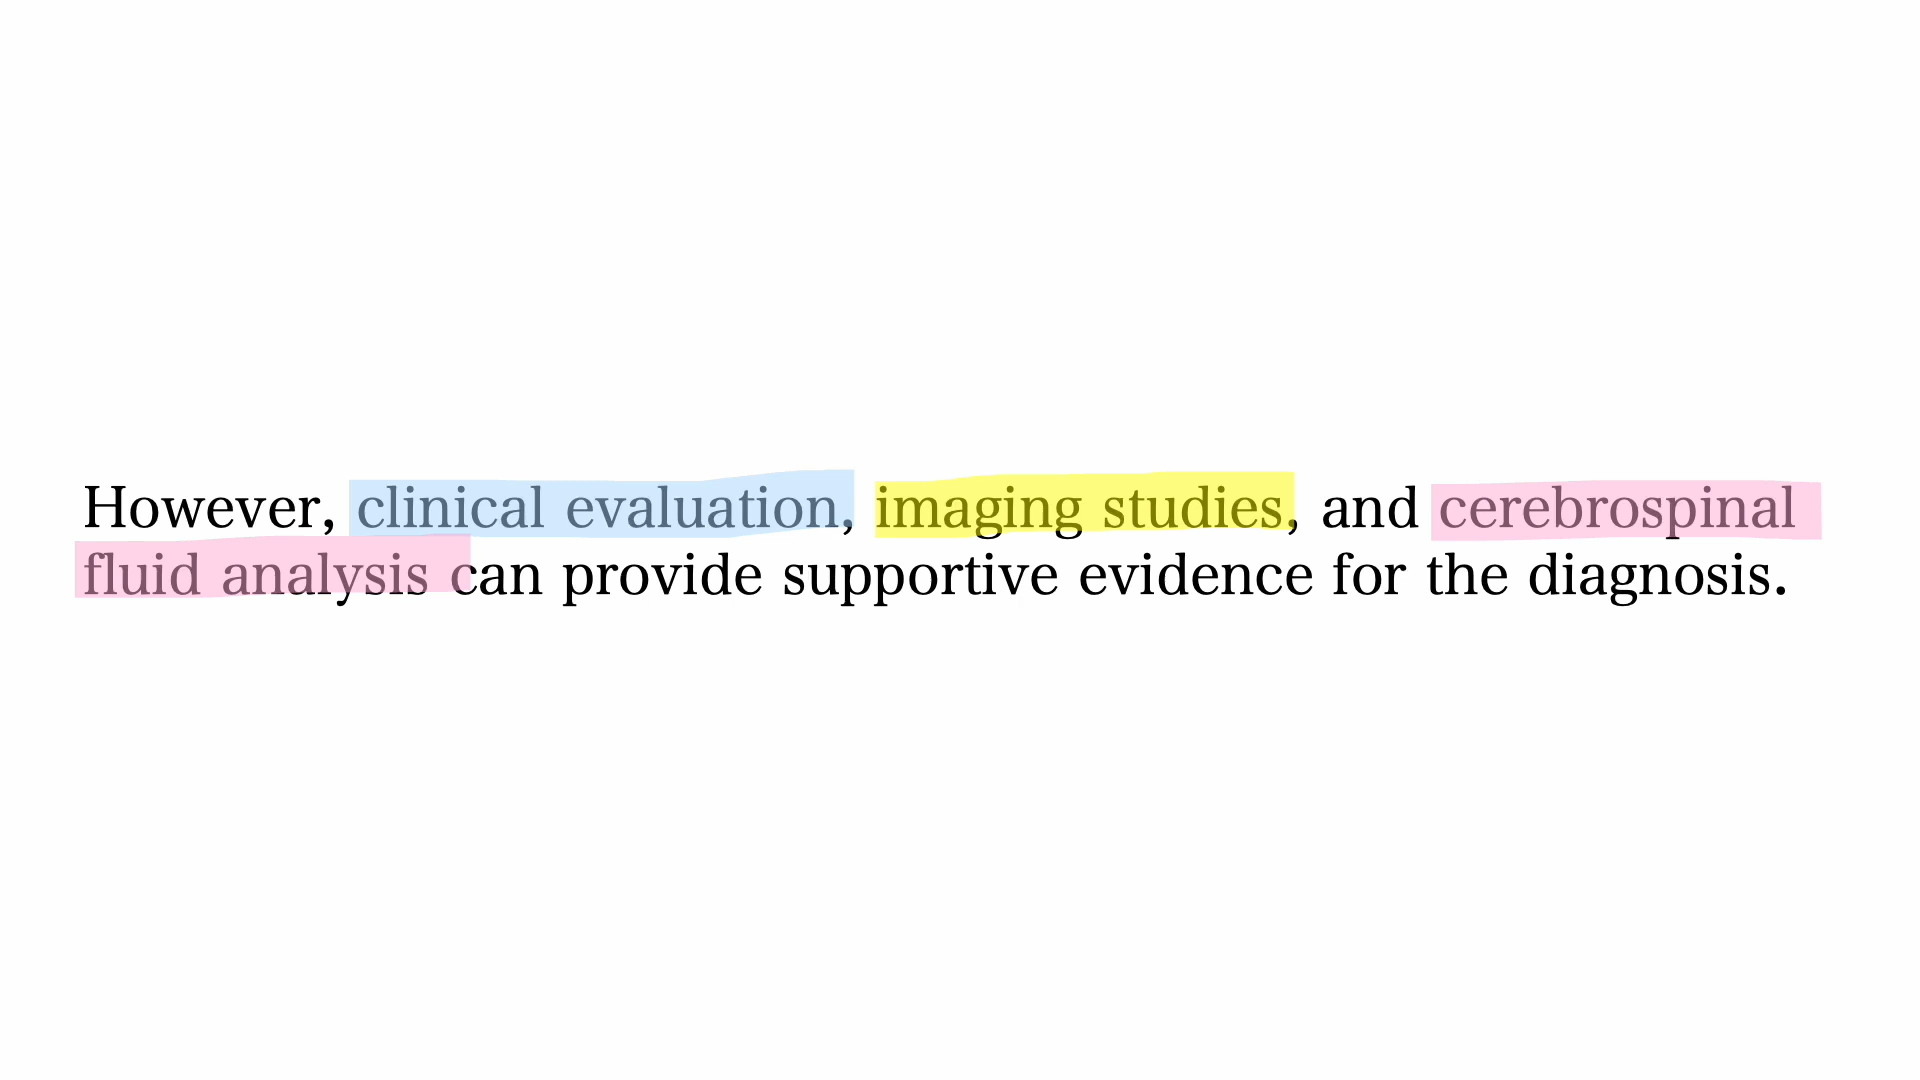 However, clinical evaluation, imaging studies, and cerebrospinal
fluid analysis can provide supportive evidence for the diagnosis.